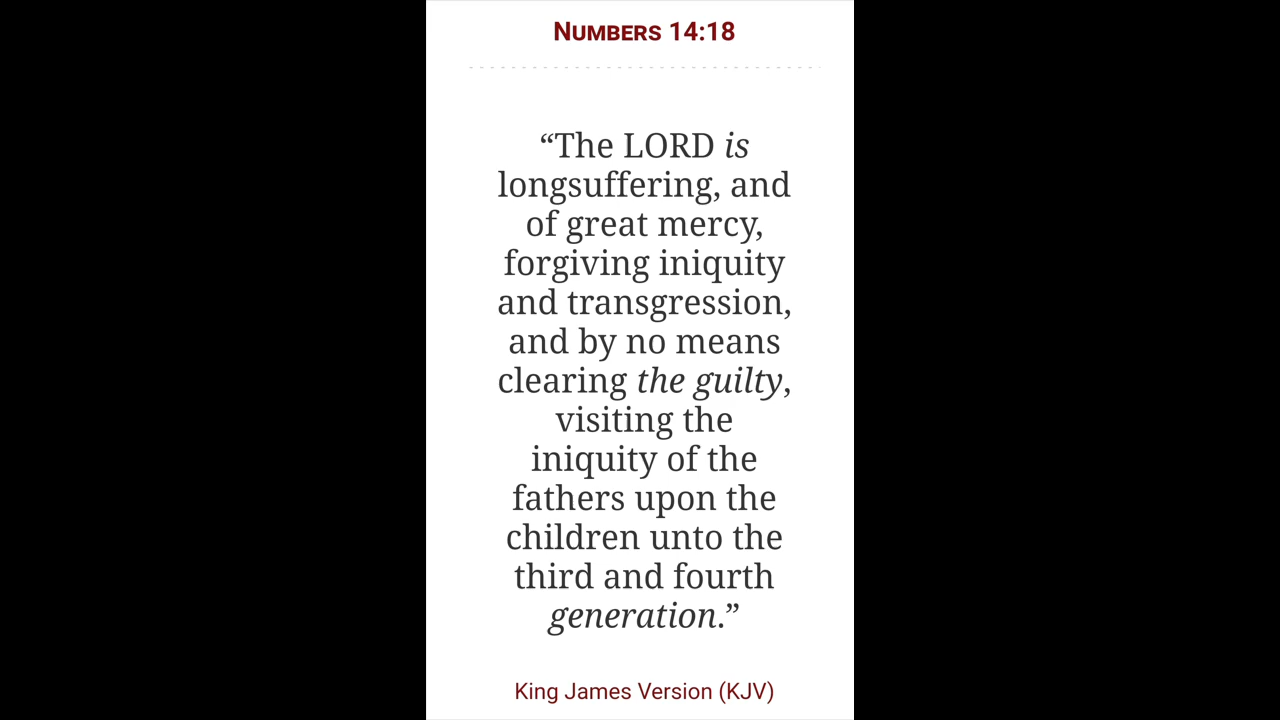 Numbers 14:18
“The LORD is
longsuffering, and
of great mercy,
forgiving iniquity
and transgression,
and by no means
clearing the guilty,
visiting the
iniquity of the
fathers upon the
children unto the
third and fourth
generation.”
King James Version (KJV)